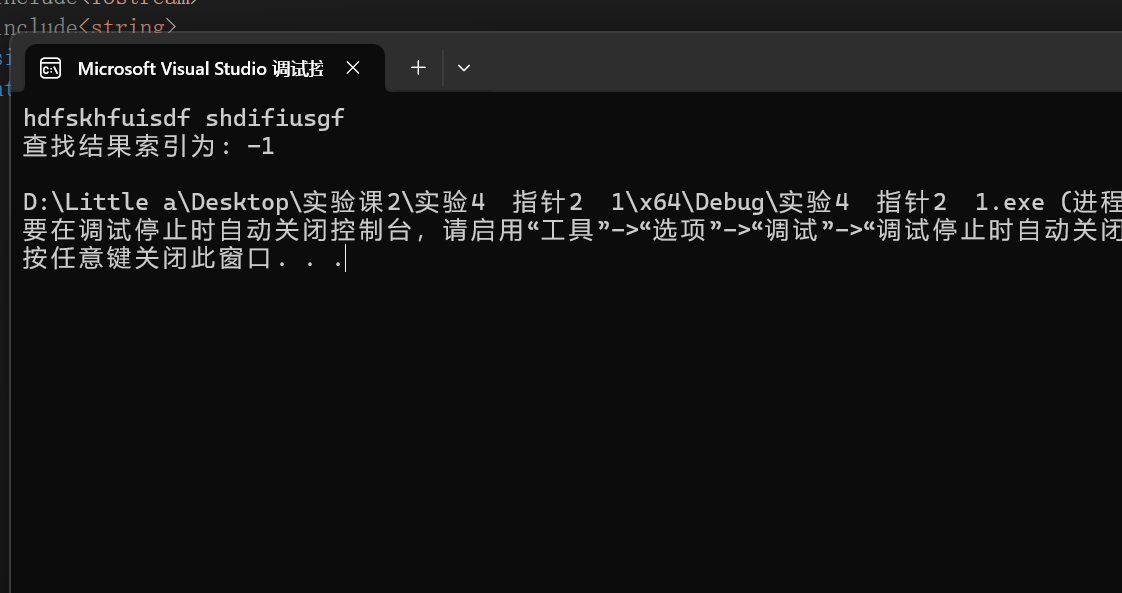 nclude<iostream>
nclude<string>
Microsoft Visual Studio 调试控
hdfskhfuisdf shdifiusgf
查找结果索引为: -1
D:\Little a\Desktop\实验课2\实验4  指针2  1\x64\Debug\实验4  指针2  1.exe (进程
要在调试停止时自动关闭控制台, 请启用“工具”->“选项”->“调试”->“调试停止时自动关闭
按任意键关闭此窗口. . .